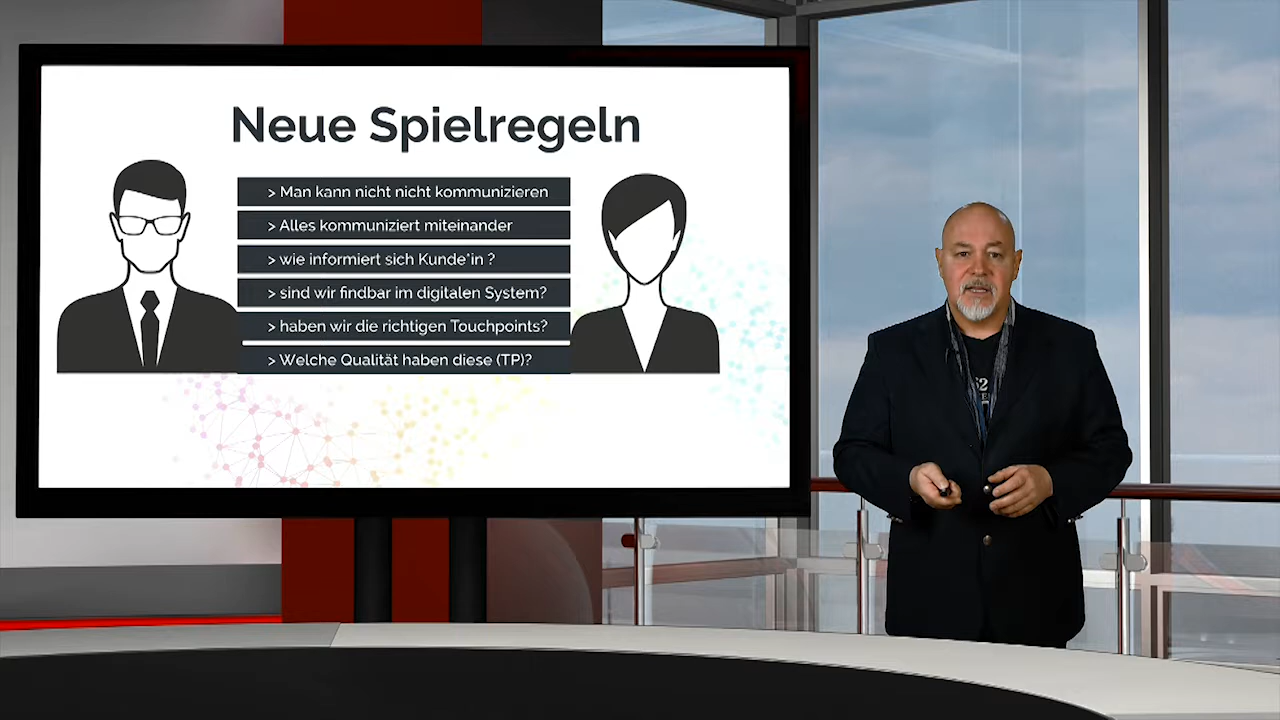 Neue Spielregeln
> Man kann nicht nicht kommunizieren
> Alles kommuniziert miteinander
> wie informiert sich Kunde*in ?
> sind wir findbar im digitalen System?
> haben wir die richtigen Touchpoints?
> Welche Qualität haben diese (TP)?